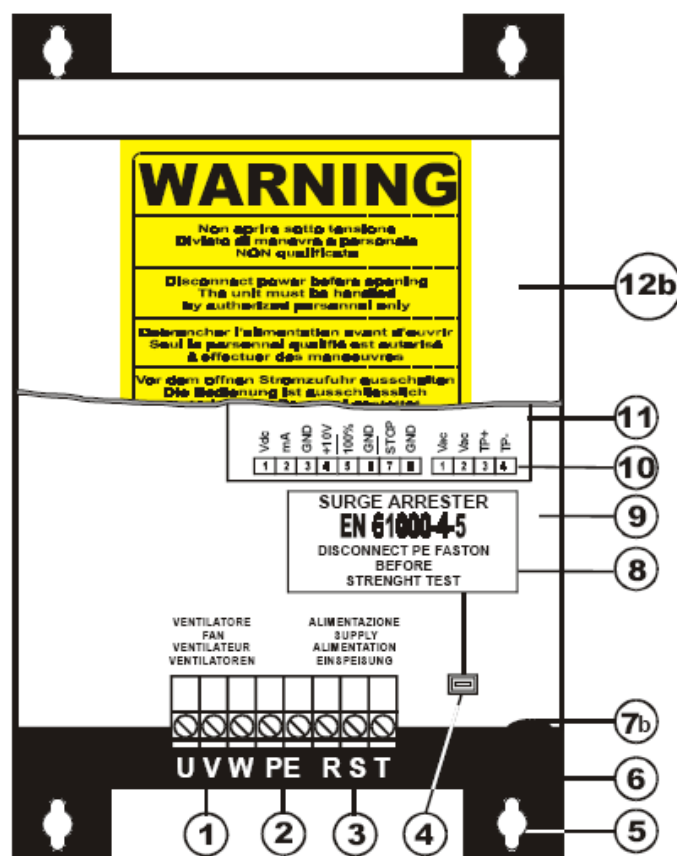 WARNING
Non aprire sotto tensione
Divieto di manovra a personale
NON qualificato
Disconnect power before opening
The unit must be handled
by authorized personnel only
Debrancher l'alimentation avant d'ouvrir
Seul le personnel qualifié est autorisé
à effectuer des manoeuvres
Vor dem offnen Stromzufuhr ausschalten
Die Bedienung ist ausschliesslich
12b
11
Vdc mA GND +10V 100% GND STOP GND Vac Vac TP+ TP-
1 2 3 4 5 6 7 8 1 2 3 4
10
SURGE ARRESTER
EN 61000-4-5
DISCONNECT PE FASTON
BEFORE
STRENGHT TEST
9
8
VENTILATORE
FAN
VENTILATEUR
VENTILATOREN
ALIMENTAZIONE
SUPPLY
ALIMENTATION
EINSPEISUNG
7b
U V W PE R S T
6
1 2 3 4 5